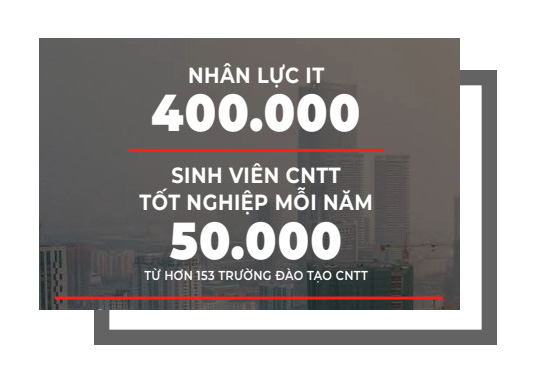 NHÂN LỰC IT
400.000
SINH VIÊN CNTT
TỐT NGHIỆP MỖI NĂM
50.000
TỪ HƠN 153 TRƯỜNG ĐÀO TẠO CNTT